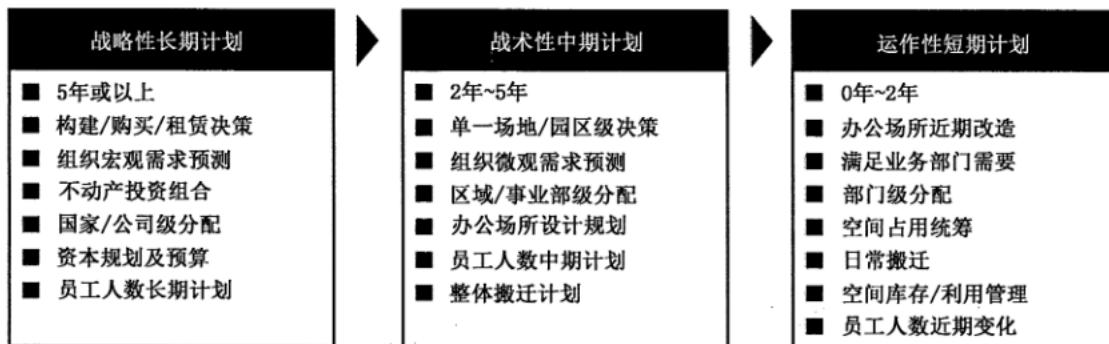 战略性长期计划
5年或以上
构建/购买/租赁决策
组织宏观需求预测
不动产投资组合
国家/公司级分配
资本规划及预算
员工人数长期计划
战术性中期计划
2年~5年
单一场地/园区级决策
组织微观需求预测
区域/事业部级分配
办公场所设计规划
员工人数中期计划
整体搬迁计划
运作性短期计划
0年~2年
办公场所近期改造
满足业务部门需要
部门级分配
空间占用统筹
日常搬迁
空间库存/利用管理
员工人数近期变化